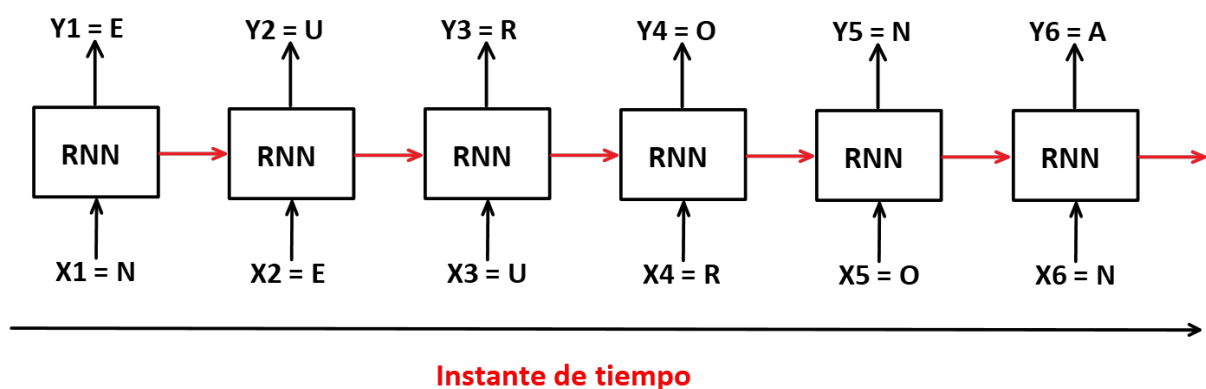 Y1 = E Y2 = U Y3 = R Y4 = O Y5 = N Y6 = A
RNN RNN RNN RNN RNN RNN
X1 = N X2 = E X3 = U X4 = R X5 = O X6 = N
Instante de tiempo